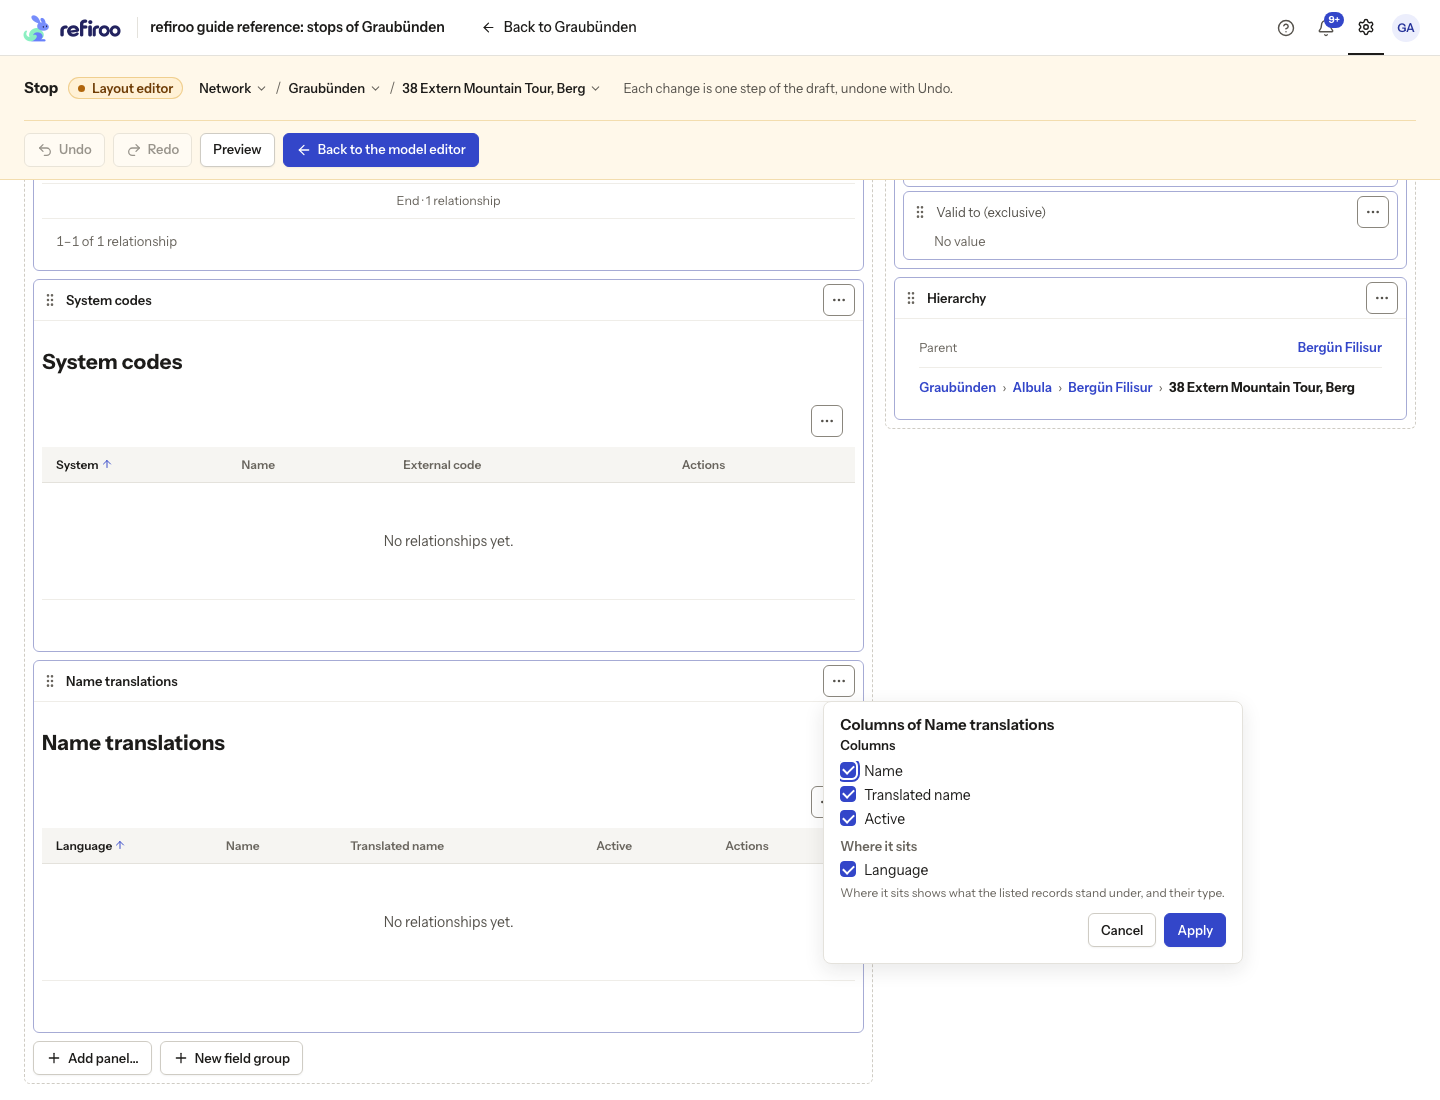 refiroo
refiroo guide reference: stops of Graubünden
Back to Graubünden
9+
GA
Stop
Layout editor
Network / Graubünden / 38 Extern Mountain Tour, Berg
Each change is one step of the draft, undone with Undo.
Undo
Redo
Preview
Back to the model editor
End · 1 relationship
1–1 of 1 relationship
System codes
System codes
System Name External code Actions
No relationships yet.
Name translations
Name translations
Language Name Translated name Active Actions
No relationships yet.
Add panel...
New field group
Valid to (exclusive)
No value
Hierarchy
Parent Bergün Filisur
Graubünden › Albula › Bergün Filisur › 38 Extern Mountain Tour, Berg
Columns of Name translations
Columns
Name
Translated name
Active
Where it sits
Language
Where it sits shows what the listed records stand under, and their type.
Cancel
Apply